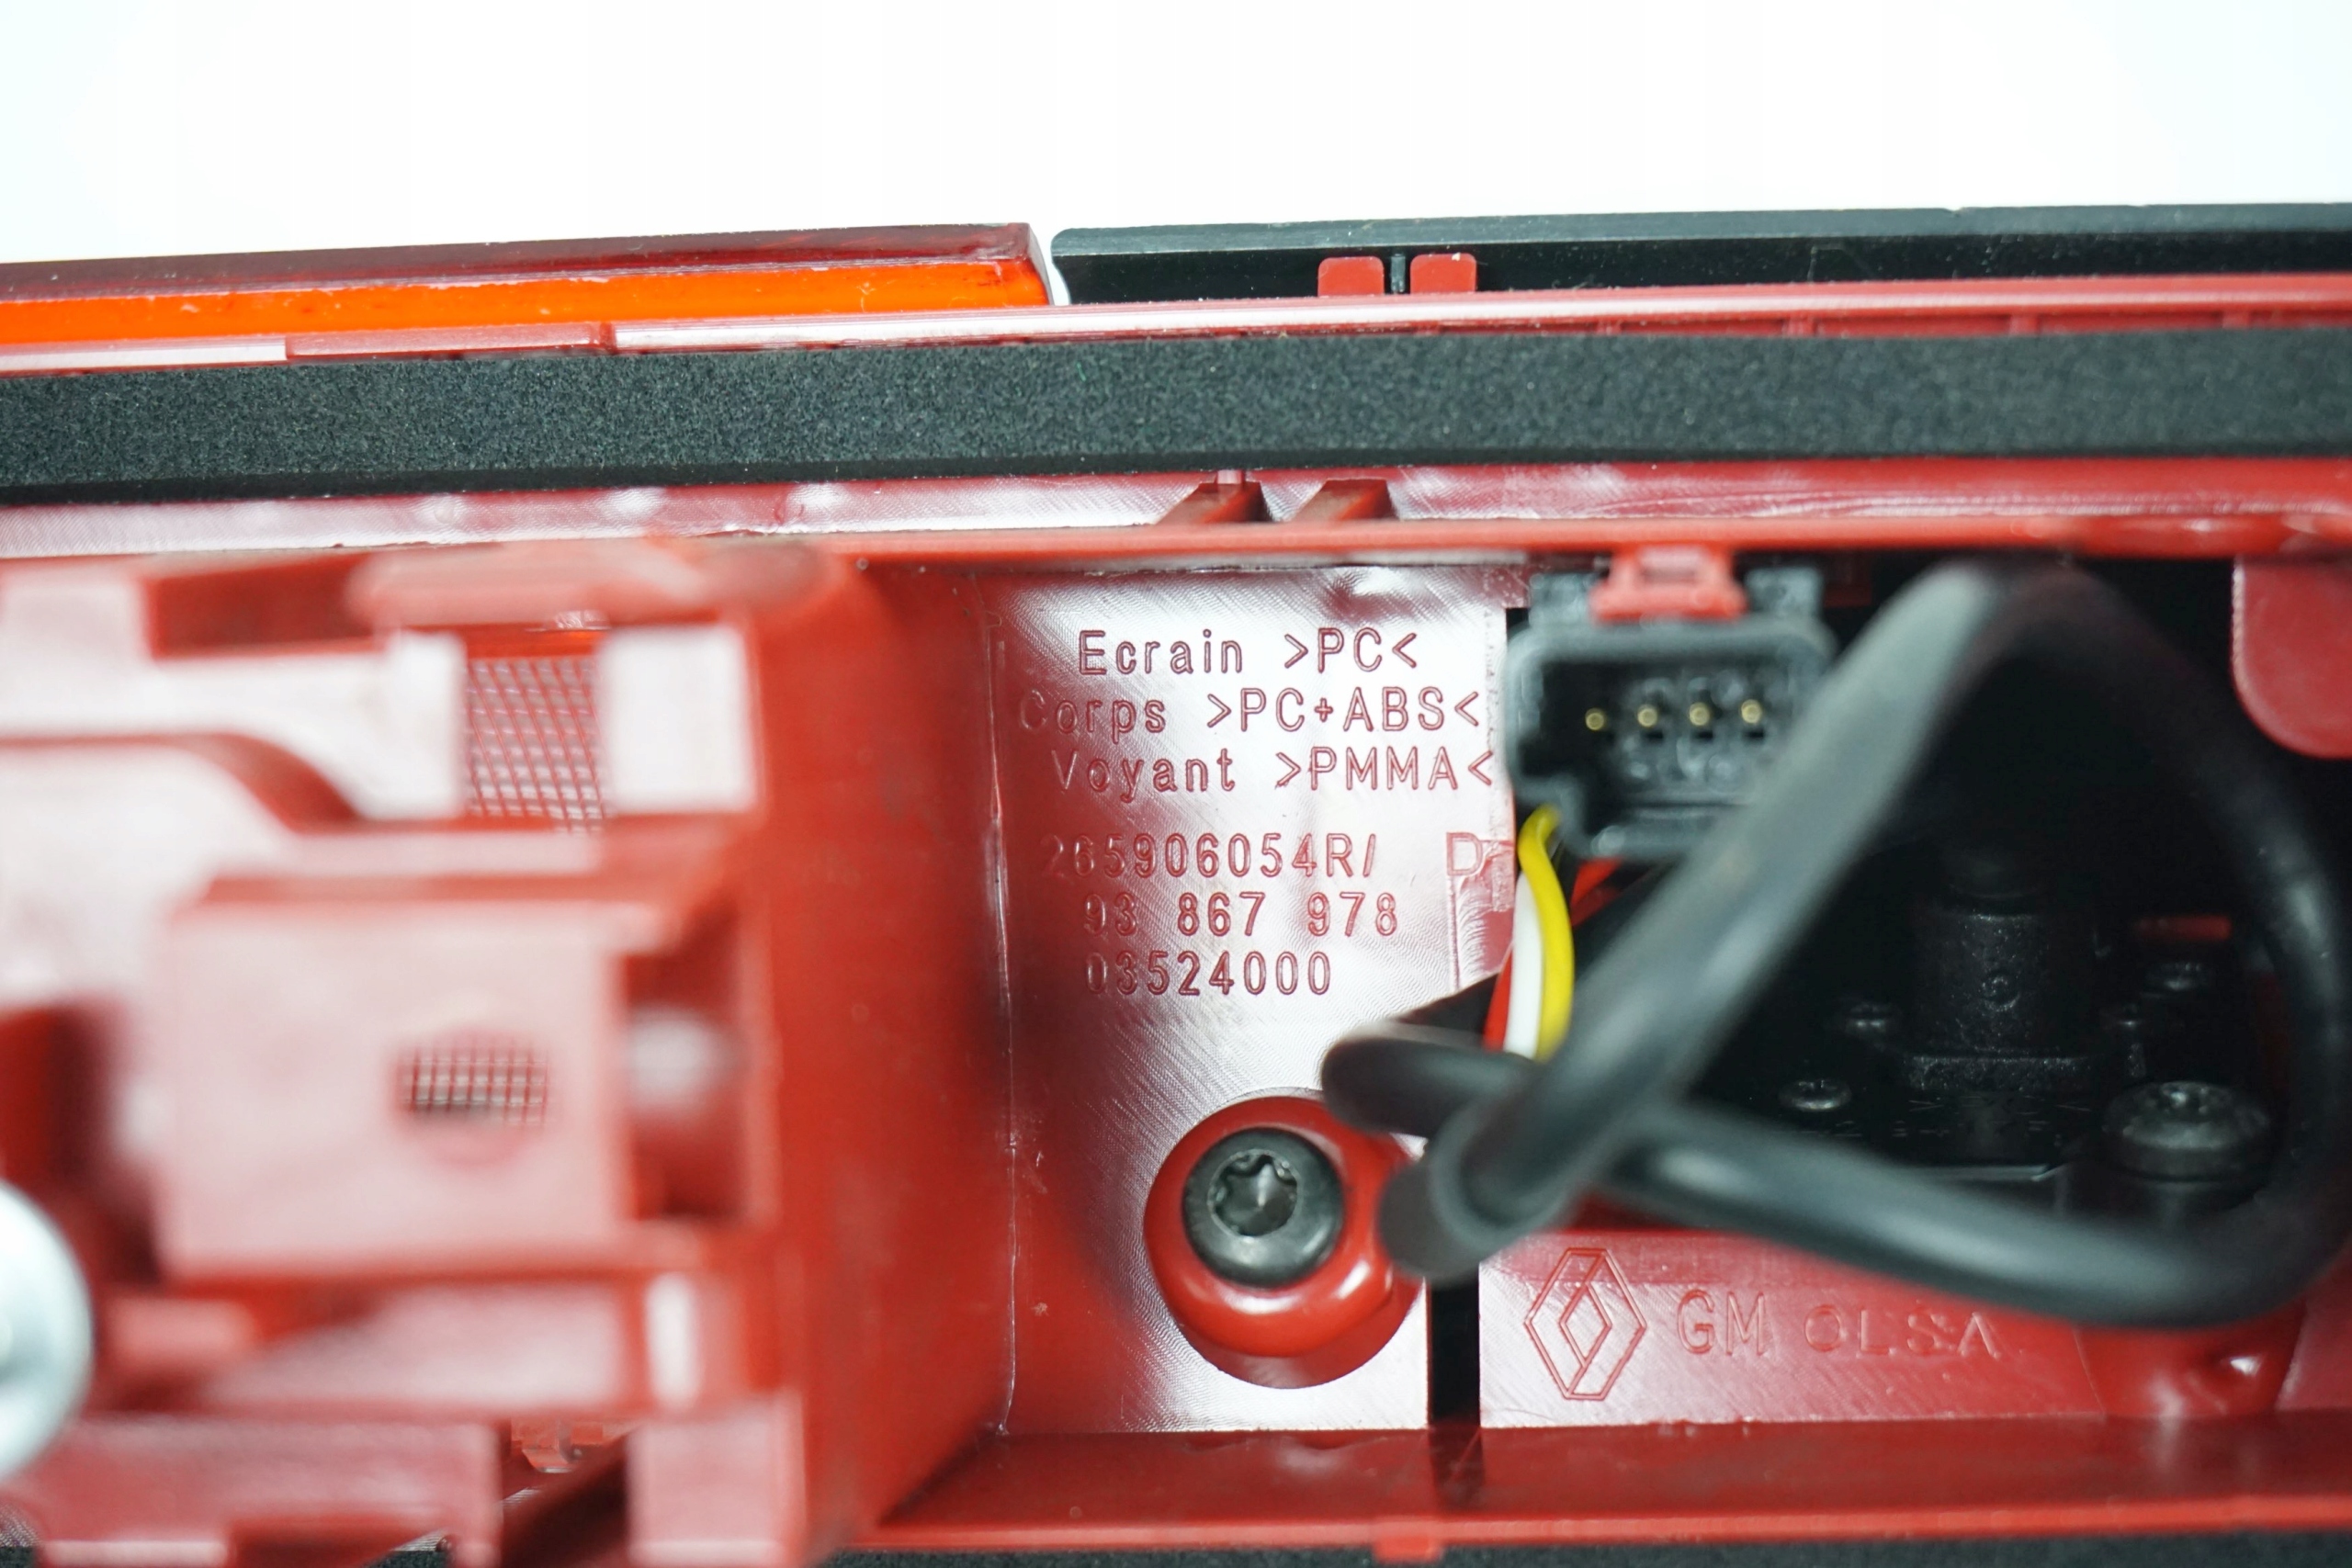 Ecrain >PC<
Corps >PC+ABS<
Voyant >PMMA<
265906054R/ D
93 867 978
03524000
GM OLSA